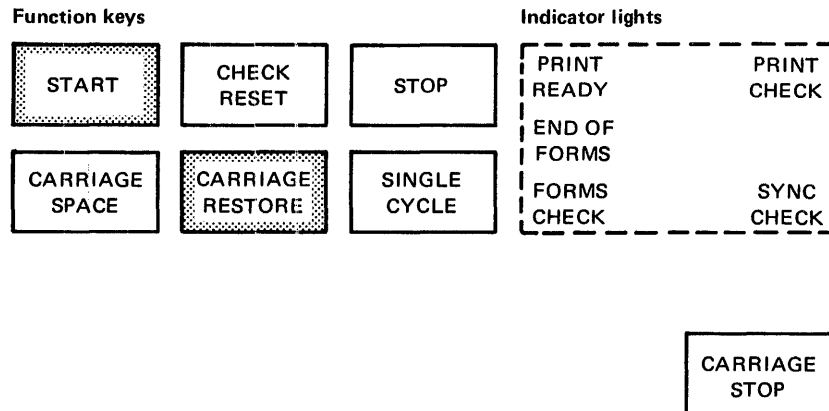 Function keys
START
CHECK
RESET
STOP
CARRIAGE
SPACE
CARRIAGE
RESTORE
SINGLE
CYCLE
Indicator lights
PRINT
READY
PRINT
CHECK
END OF
FORMS
FORMS
CHECK
SYNC
CHECK
CARRIAGE
STOP